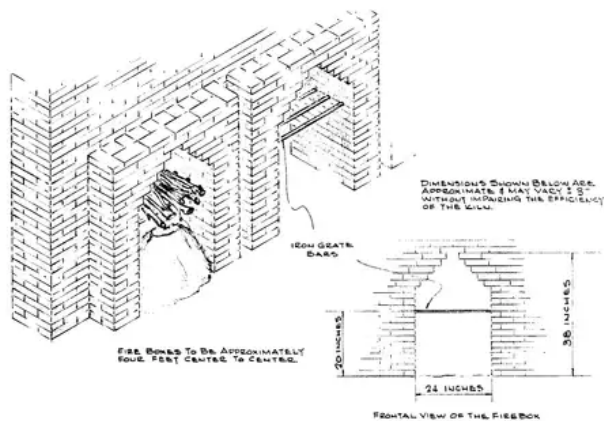 DIMENSIONS SHOWN BELOW ARE
APPROXIMATE & MAY VARY ± 3"
WITHOUT IMPAIRING THE EFFICIENCY
OF THE KILN.
IRON GRATE
BARS
20 INCHES
38 INCHES
24 INCHES
FIRE BOXES TO BE APPROXIMATELY
FOUR FEET CENTER TO CENTER
FRONTAL VIEW OF THE FIREBOX